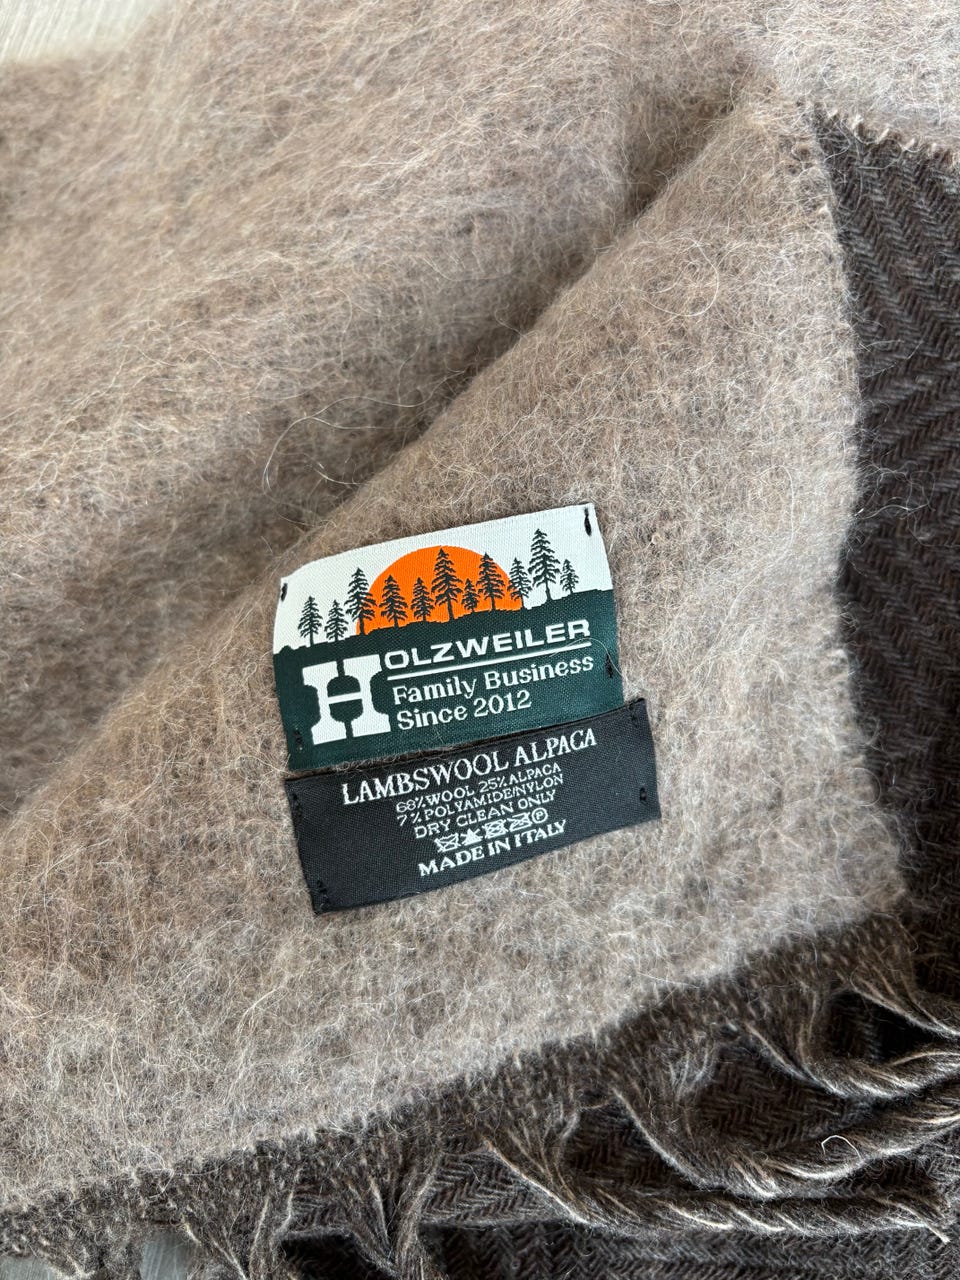 HOLZWEILER
Family Business
Since 2012
LAMBSWOOL ALPACA
68% WOOL 25% ALPACA
7% POLYAMIDE/NYLON
DRY CLEAN ONLY
P
MADE IN ITALY